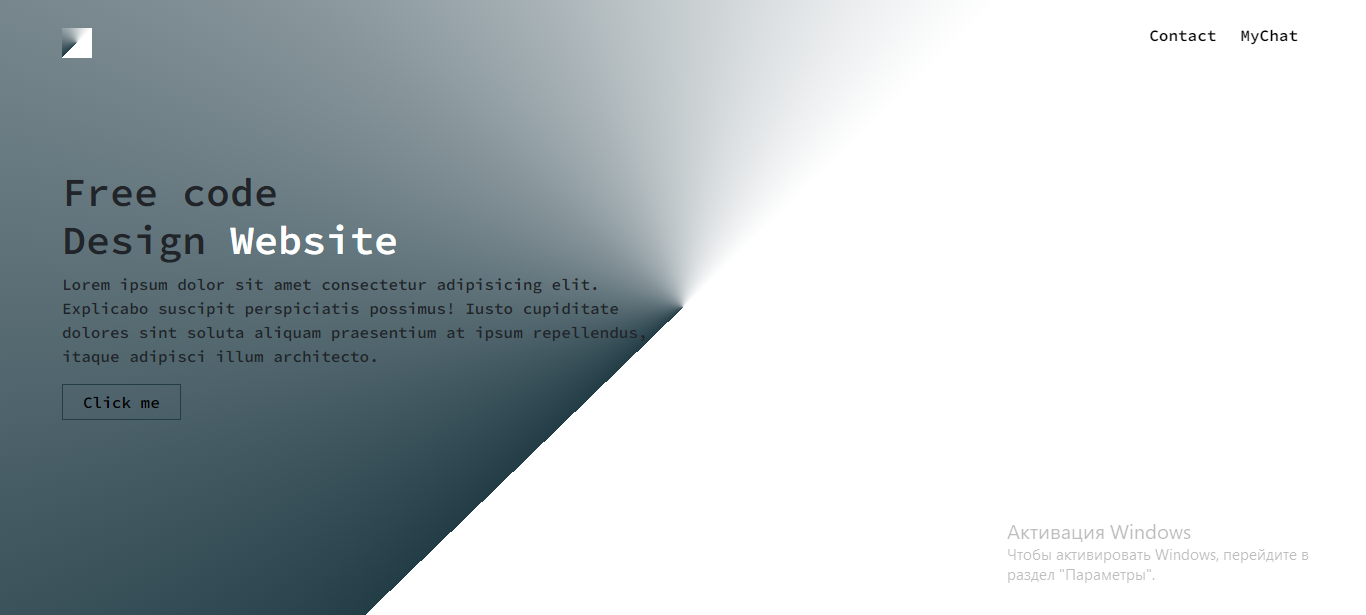 Contact MyChat
Free code
Design Website
Lorem ipsum dolor sit amet consectetur adipisicing elit.
Explicabo suscipit perspiciatis possimus! Iusto cupiditate
dolores sint soluta aliquam praesentium at ipsum repellendus,
itaque adipisci illum architecto.
Click me
Активация Windows
Чтобы активировать Windows, перейдите в
раздел "Параметры".